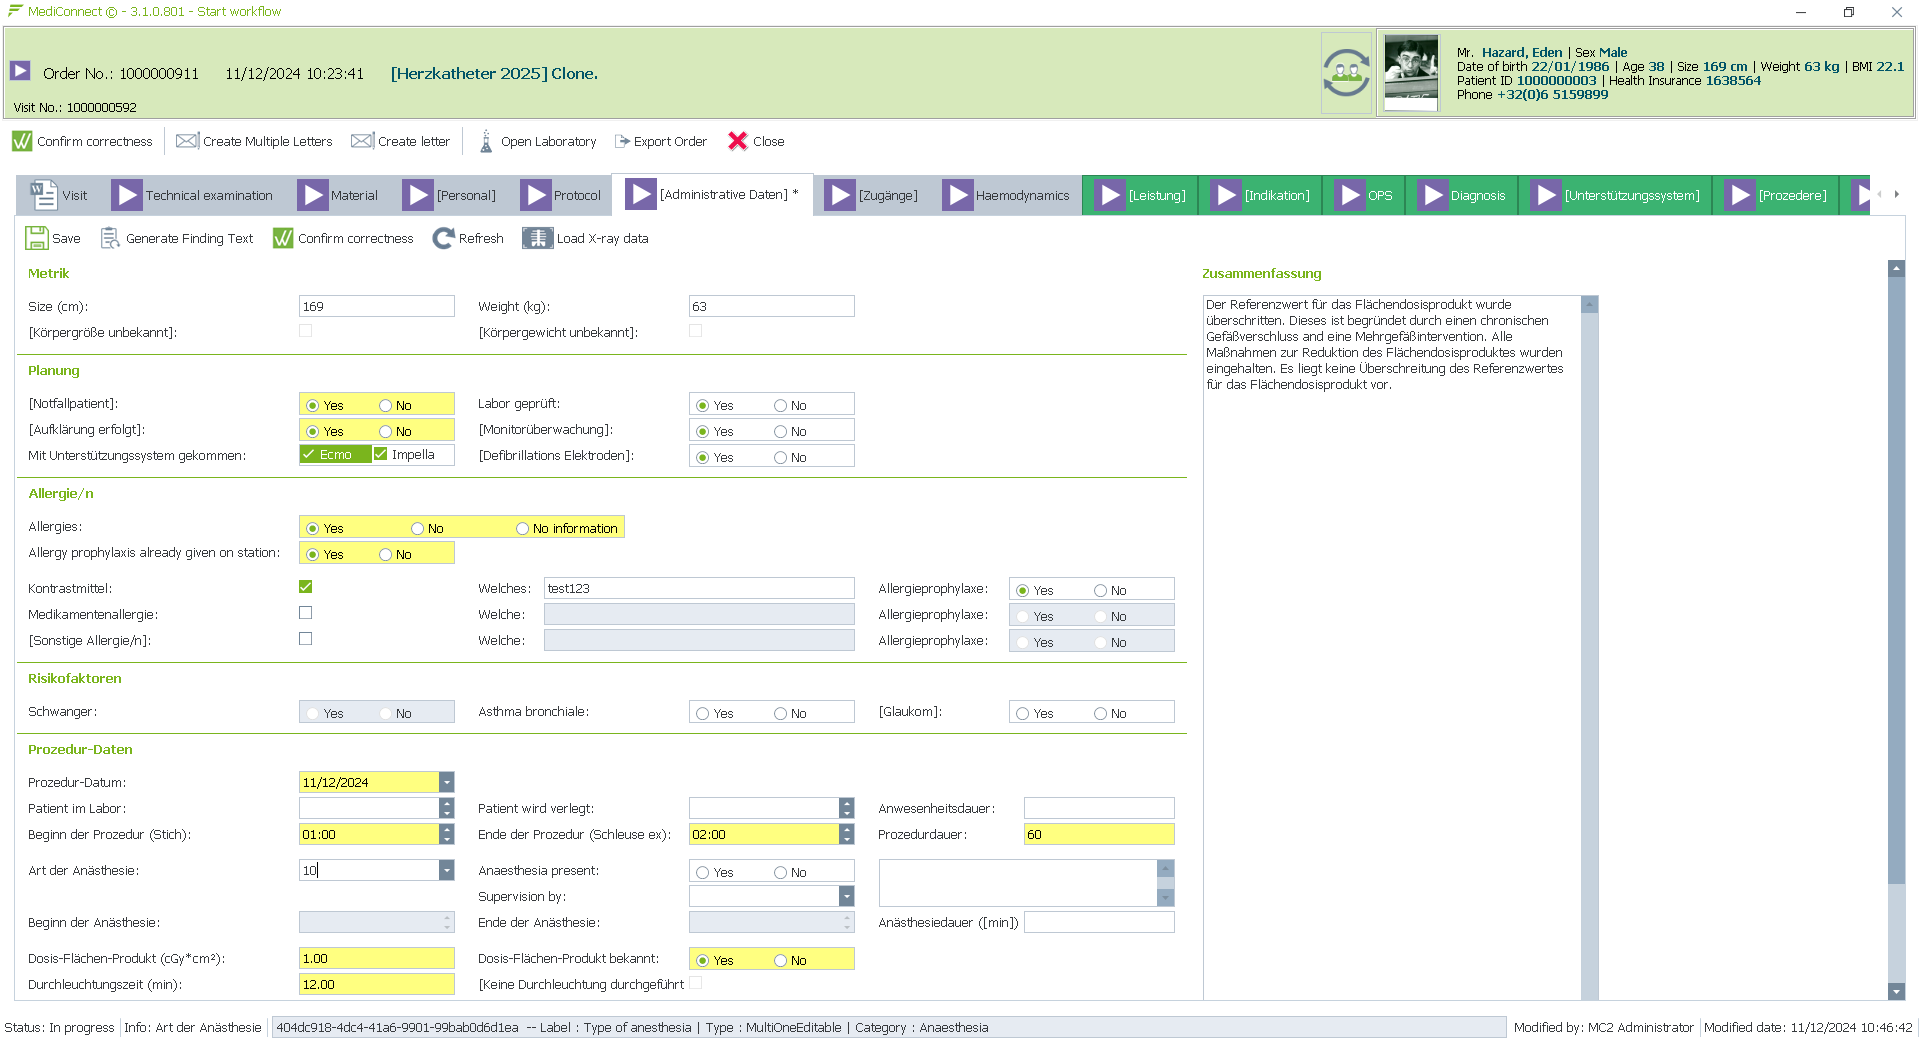 MediConnect © - 3.1.0.801 - Start workflow
Order No.: 1000000911 11/12/2024 10:23:41 [Herzkatheter 2025] Clone.
Visit No.: 1000000592
Mr. Hazard, Eden | Sex Male
Date of birth 22/01/1986 | Age 38 | Size 169 cm | Weight 63 kg | BMI 22.1
Patient ID 1000000003 | Health Insurance 1638564
Phone +32(0)6 5159899
Confirm correctness Create Multiple Letters Create letter Open Laboratory Export Order Close
Visit Technical examination Material [Personal] Protocol [Administrative Daten] * [Zugänge] Haemodynamics [Leistung] [Indikation] OPS Diagnosis [Unterstützungssystem] [Prozedere]
Save Generate Finding Text Confirm correctness Refresh Load X-ray data
Metrik
Size (cm): 169 Weight (kg): 63
[Körpergröße unbekannt]: [Körpergewicht unbekannt]:
Planung
[Notfallpatient]: Yes No Labor geprüft: Yes No
[Aufklärung erfolgt]: Yes No [Monitorüberwachung]: Yes No
Mit Unterstützungssystem gekommen: Ecmo Impella [Defibrillations Elektroden]: Yes No
Allergie/n
Allergies: Yes No No information
Allergy prophylaxis already given on station: Yes No
Kontrastmittel: Welches: test123 Allergieprophylaxe: Yes No
Medikamentenallergie: Welche: Allergieprophylaxe: Yes No
[Sonstige Allergie/n]: Welche: Allergieprophylaxe: Yes No
Risikofaktoren
Schwanger: Yes No Asthma bronchiale: Yes No [Glaukom]: Yes No
Prozedur-Daten
Prozedur-Datum: 11/12/2024
Patient im Labor: Patient wird verlegt: Anwesenheitsdauer:
Beginn der Prozedur (Stich): 01:00 Ende der Prozedur (Schleuse ex): 02:00 Prozedurdauer: 60
Art der Anästhesie: 10 Anaesthesia present: Yes No
Supervision by:
Beginn der Anästhesie: Ende der Anästhesie: Anästhesiedauer ([min])
Dosis-Flächen-Produkt (cGy*cm²): 1.00 Dosis-Flächen-Produkt bekannt: Yes No
Durchleuchtungszeit (min): 12.00 [Keine Durchleuchtung durchgeführt
Zusammenfassung
Der Referenzwert für das Flächendosisprodukt wurde
überschritten. Dieses ist begründet durch einen chronischen
Gefäßverschluss and eine Mehrgefäßintervention. Alle
Maßnahmen zur Reduktion des Flächendosisproduktes wurden
eingehalten. Es liegt keine Überschreitung des Referenzwertes
für das Flächendosisprodukt vor.
Status: In progress Info: Art der Anästhesie 404dc918-4dc4-41a6-9901-99bab0d6d1ea -- Label : Type of anesthesia | Type : MultiOneEditable | Category : Anaesthesia Modified by: MC2 Administrator Modified date: 11/12/2024 10:46:42